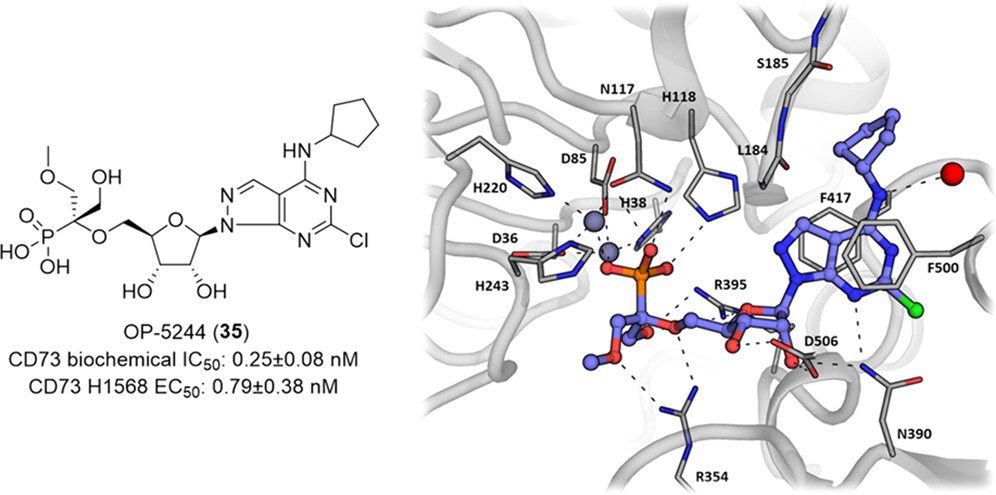 HN
OH
O
O
N
N
N
N
Cl
O
HO
P
O
OH
HO
OH
OP-5244 (35)
CD73 biochemical IC50: 0.25±0.08 nM
CD73 H1568 EC50: 0.79±0.38 nM
S185
N117
H118
D85
L184
H220
H38
F417
D36
F500
H243
R395
D506
N390
R354